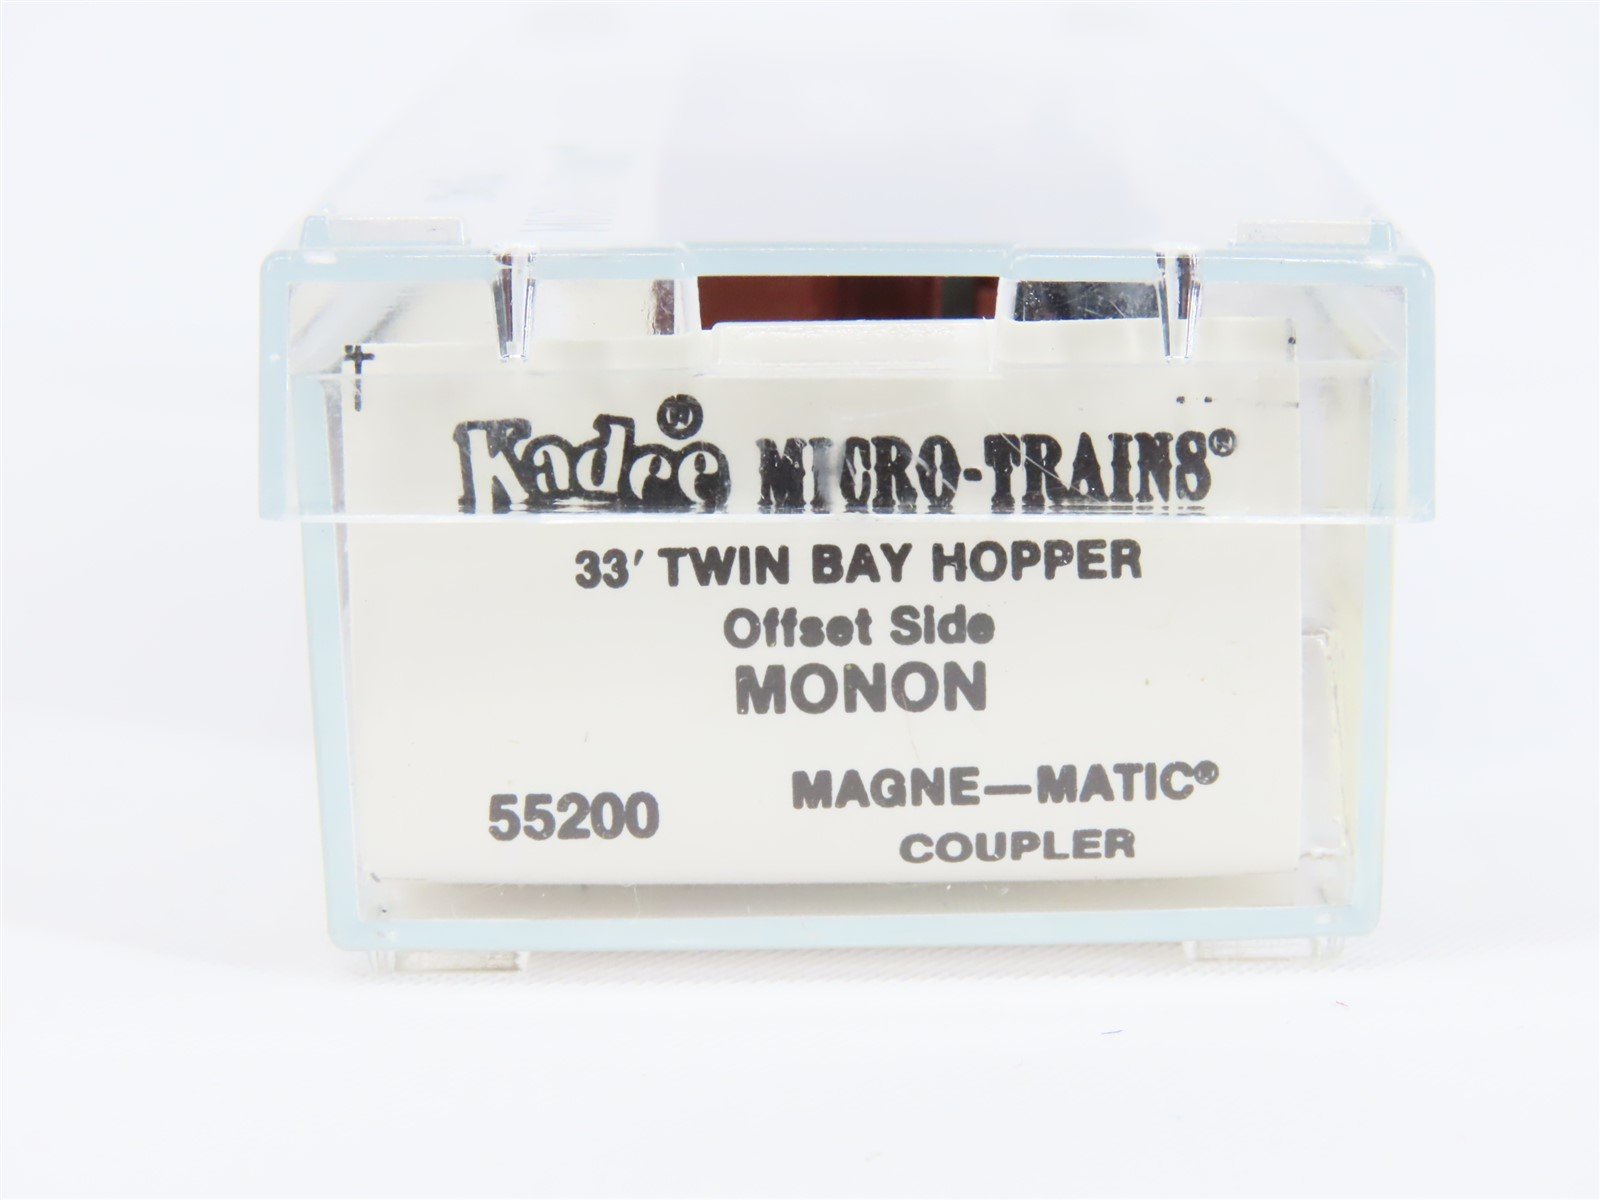 Kadee® MICRO-TRAINS®
33' TWIN BAY HOPPER
Offset Side
MONON
55200
MAGNE—MATIC®
COUPLER